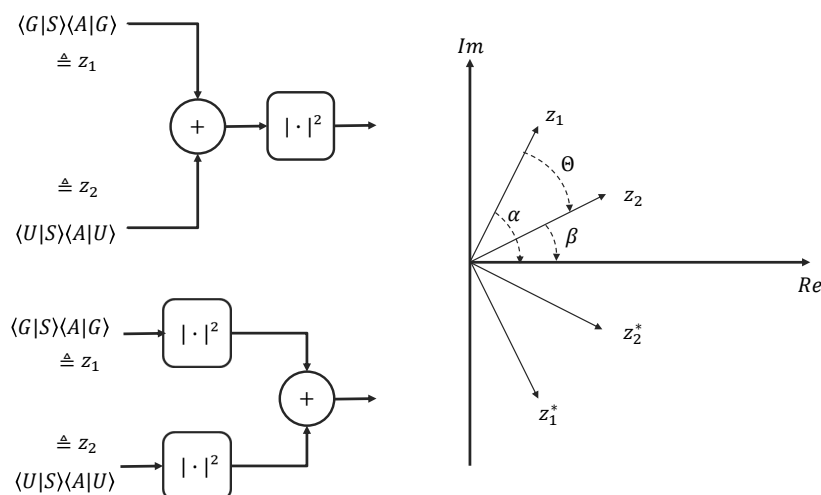 ⟨G|S⟩⟨A|G⟩
≜ z₁
+
|·|²
≜ z₂
⟨U|S⟩⟨A|U⟩
⟨G|S⟩⟨A|G⟩
≜ z₁
|·|²
+
≜ z₂
⟨U|S⟩⟨A|U⟩
|·|²
Im
z₁
Θ
z₂
α
β
Re
z₂*
z₁*